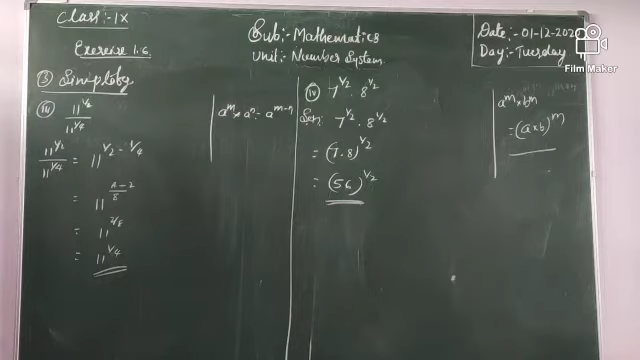 Class:-IX
Sub:- Mathematics
Unit:- Number System
Date:- 01-12-202
Day:- Tuesday
Film Maker
Exercise 1.6
③ Simplify
(iii) 11^1/2 / 11^1/4
11^1/2 / 11^1/4 = 11^1/2 - 1/4
= 11^(4-2)/8
= 11^2/8
= 11^1/4
= a^m-n
(iv) 7^1/2 . 8^1/2
Son: 7^1/2 . 8^1/2
= (7.8)^1/2
= (56)^1/2
a^m × b^m
= (a×b)^m